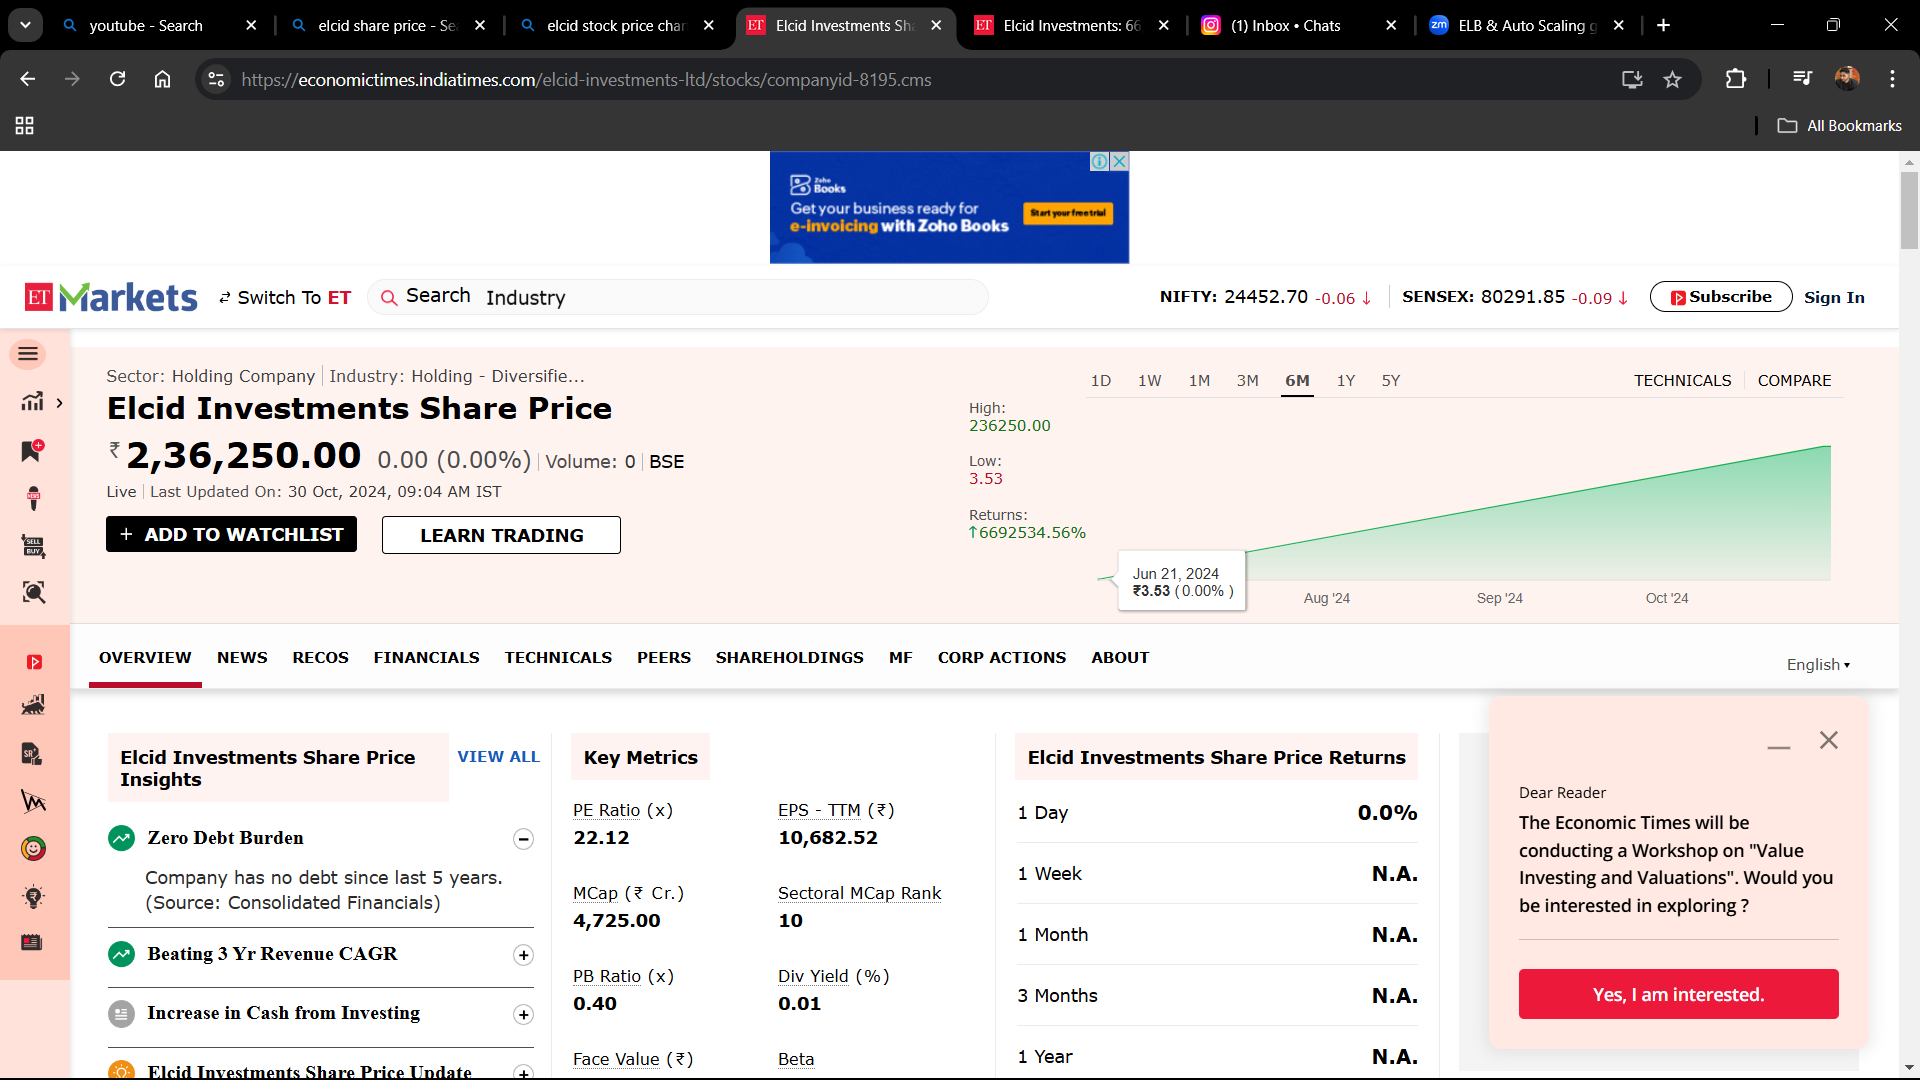 youtube - Search
elcid share price - Se
elcid stock price char
ET Elcid Investments Sha
ET Elcid Investments: 66
(1) Inbox • Chats
zm ELB & Auto Scaling g
https://economictimes.indiatimes.com/elcid-investments-ltd/stocks/companyid-8195.cms
All Bookmarks
Zoho Books
Get your business ready for
e-invoicing with Zoho Books
Start your free trial
ET Markets
Switch To ET
Search Industry
NIFTY: 24452.70 -0.06 ↓
SENSEX: 80291.85 -0.09 ↓
Subscribe
Sign In
Sector: Holding Company | Industry: Holding - Diversifie...
Elcid Investments Share Price
₹ 2,36,250.00 0.00 (0.00%) | Volume: 0 | BSE
Live | Last Updated On: 30 Oct, 2024, 09:04 AM IST
+ ADD TO WATCHLIST
LEARN TRADING
High:
236250.00
Low:
3.53
Returns:
↑6692534.56%
1D 1W 1M 3M 6M 1Y 5Y
TECHNICALS
COMPARE
Jun 21, 2024
₹3.53 (0.00% )
Aug '24
Sep '24
Oct '24
NEWS
SELL
BUY
SR+
OVERVIEW NEWS RECOS FINANCIALS TECHNICALS PEERS SHAREHOLDINGS MF CORP ACTIONS ABOUT
English ▾
Elcid Investments Share Price
Insights
VIEW ALL
Zero Debt Burden
Company has no debt since last 5 years.
(Source: Consolidated Financials)
Beating 3 Yr Revenue CAGR
Increase in Cash from Investing
Elcid Investments Share Price Update
Key Metrics
PE Ratio (x)
22.12
EPS - TTM (₹)
10,682.52
MCap (₹ Cr.)
4,725.00
Sectoral MCap Rank
10
PB Ratio (x)
0.40
Div Yield (%)
0.01
Face Value (₹)
Beta
Elcid Investments Share Price Returns
1 Day 0.0%
1 Week N.A.
1 Month N.A.
3 Months N.A.
1 Year N.A.
Dear Reader
The Economic Times will be
conducting a Workshop on "Value
Investing and Valuations". Would you
be interested in exploring ?
Yes, I am interested.